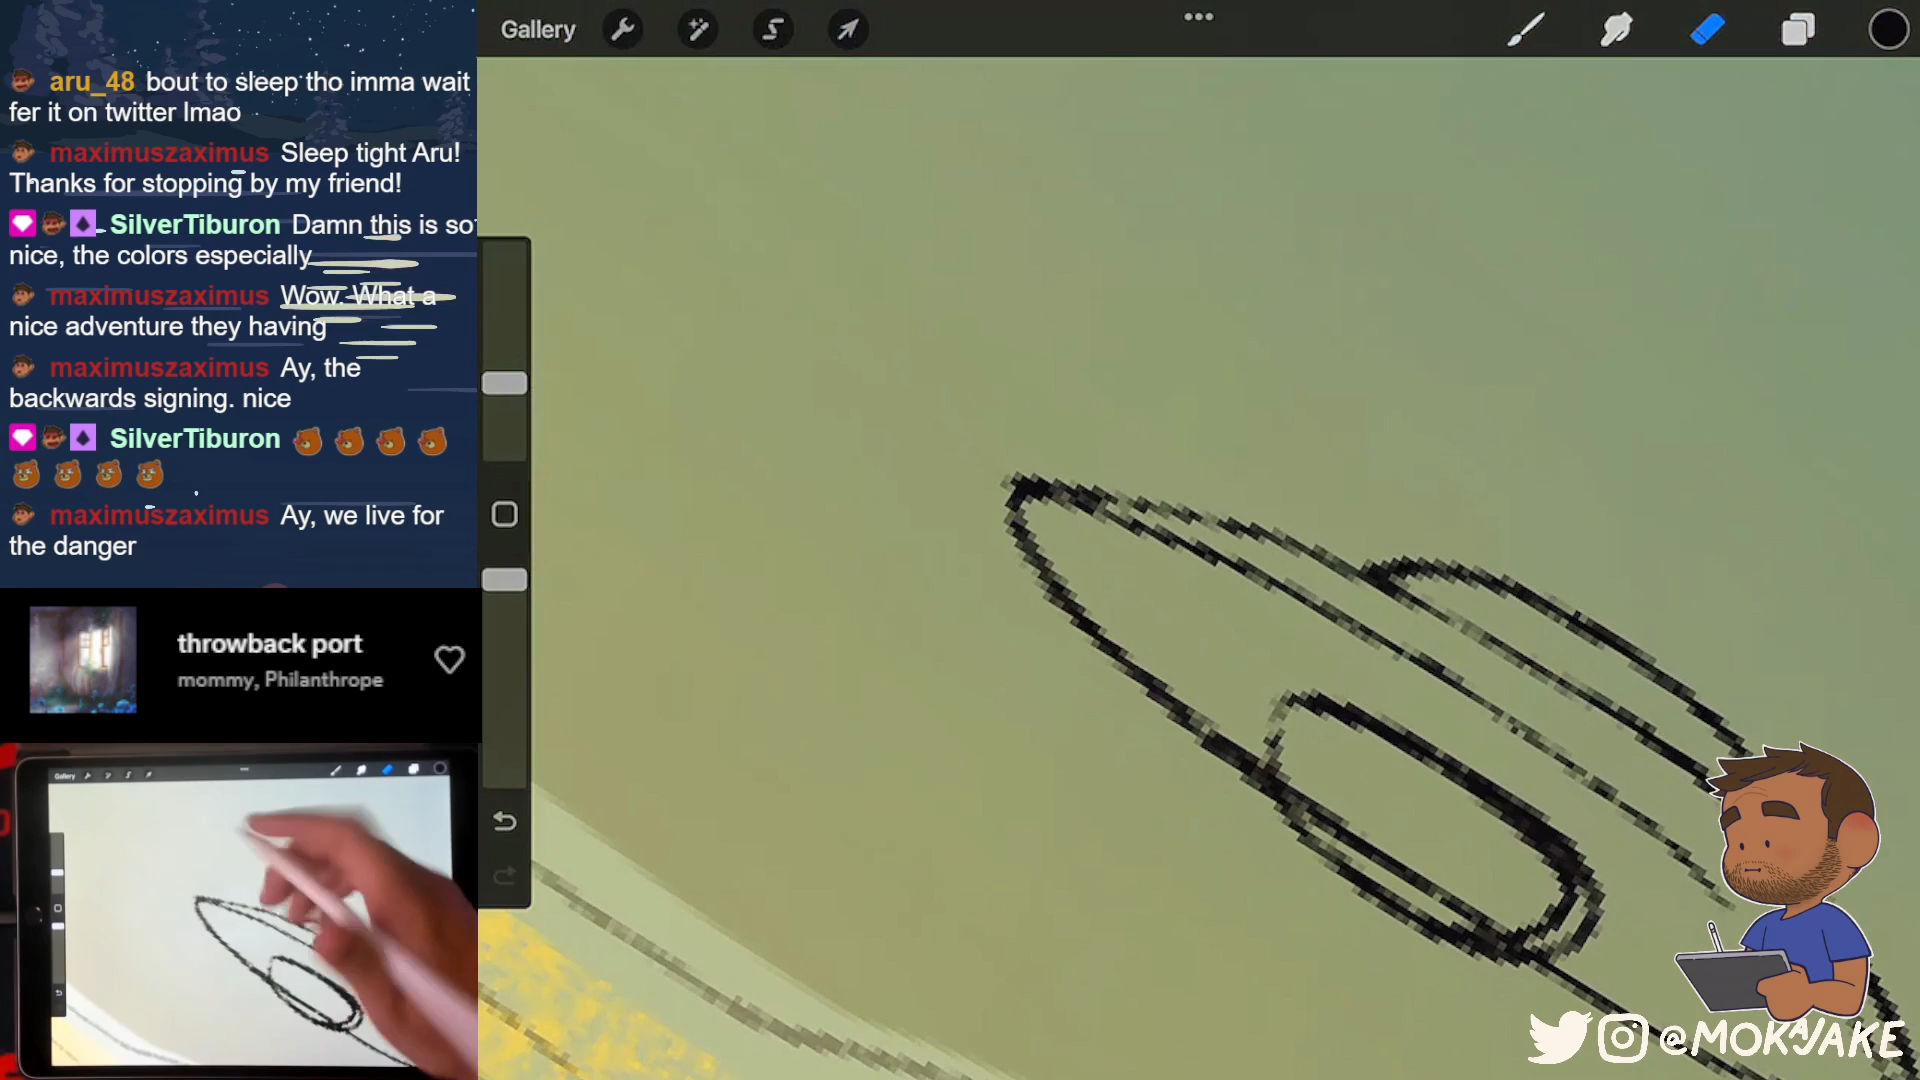 Gallery
aru_48 bout to sleep tho imma wait
fer it on twitter lmao
maximuszaximus Sleep tight Aru!
Thanks for stopping by my friend!
SilverTiburon Damn this is so
nice, the colors especially
maximuszaximus Wow. What a
nice adventure they having
maximuszaximus Ay, the
backwards signing. nice
SilverTiburon
maximuszaximus Ay, we live for
the danger
throwback port
mommy, Philanthrope
Gallery
@MOKAJAKE